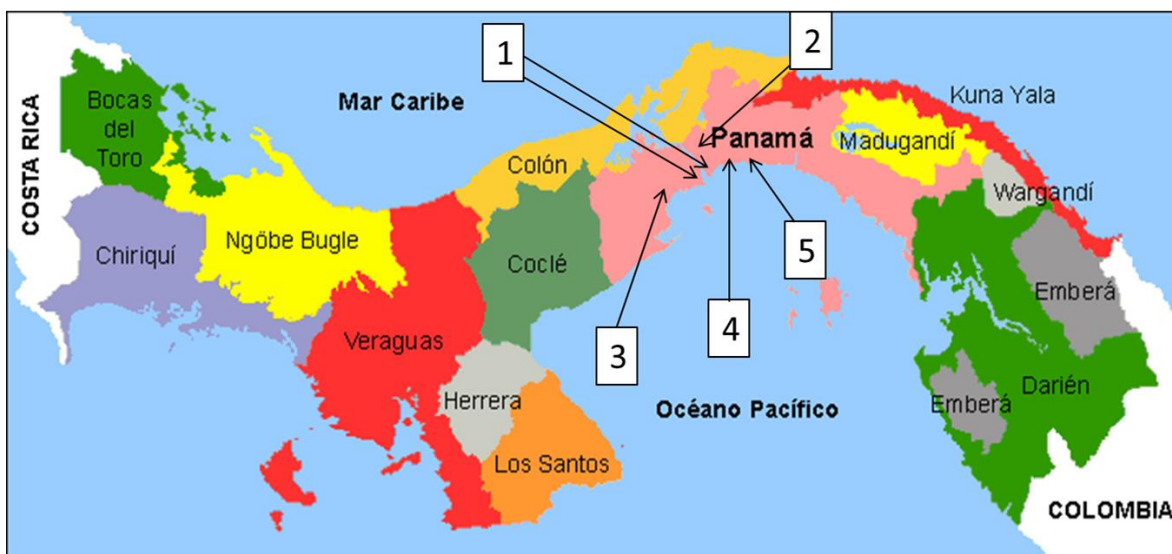 1
2
COSTA RICA
Bocas
del
Toro
Mar Caribe
Kuna Yala
Colón
Panamá
Madugandí
Wargandí
Chiriquí
Ngöbe Bugle
Coclé
5
Emberá
Veraguas
3
4
Herrera
Océano Pacífico
Emberá
Darién
Los Santos
COLOMBIA